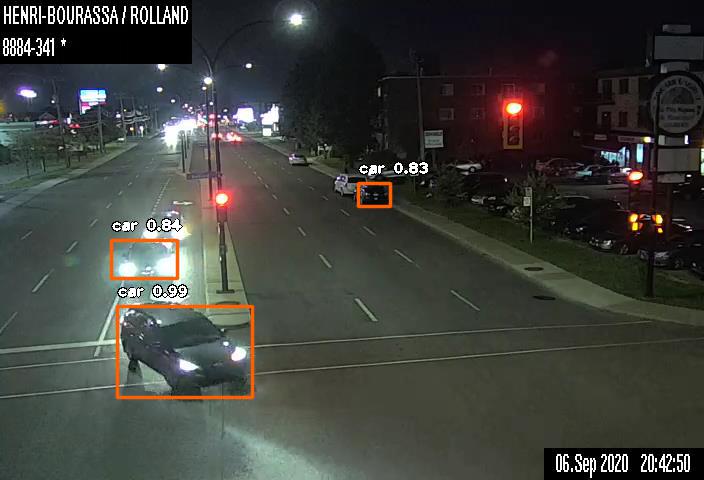 HENRI-BOURASSA / ROLLAND
8884-341 *
car 0.83
car 0.84
car 0.99
06.Sep 2020 20:42:50